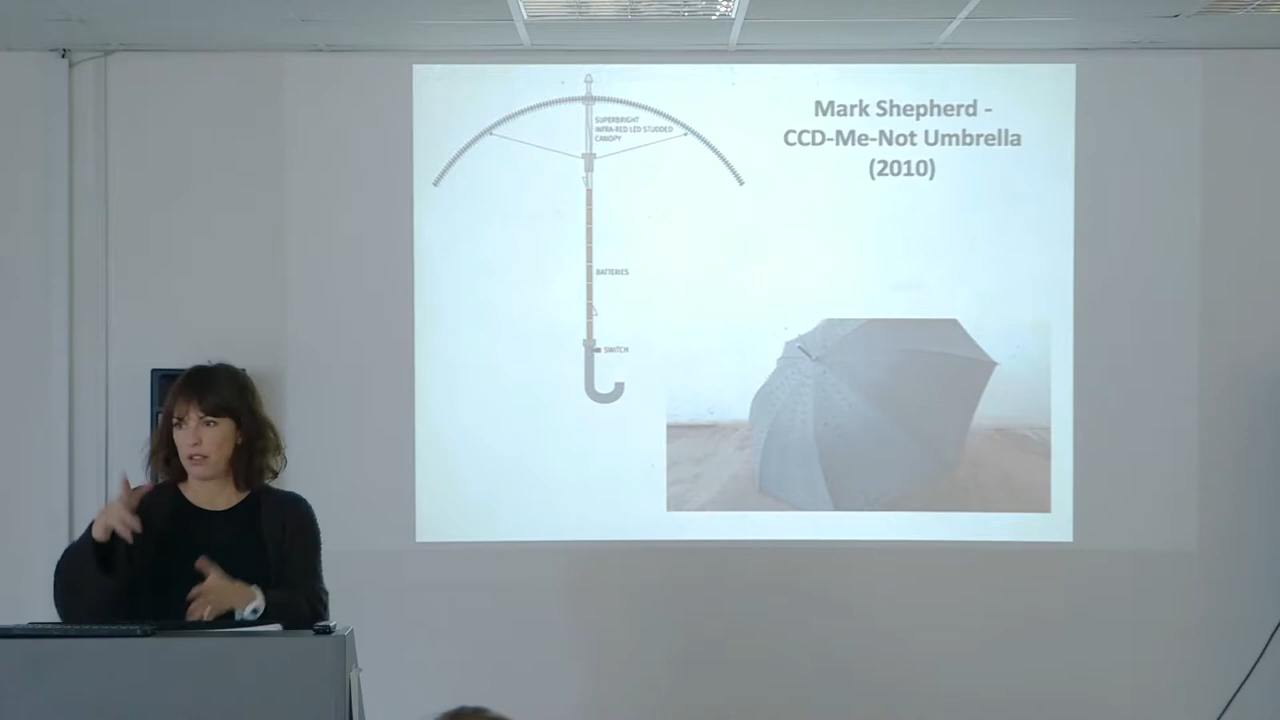 Mark Shepherd -
CCD-Me-Not Umbrella
(2010)
SUPERBRIGHT
INFRA-RED LED STUDDED
CANOPY
BATTERIES
SWITCH